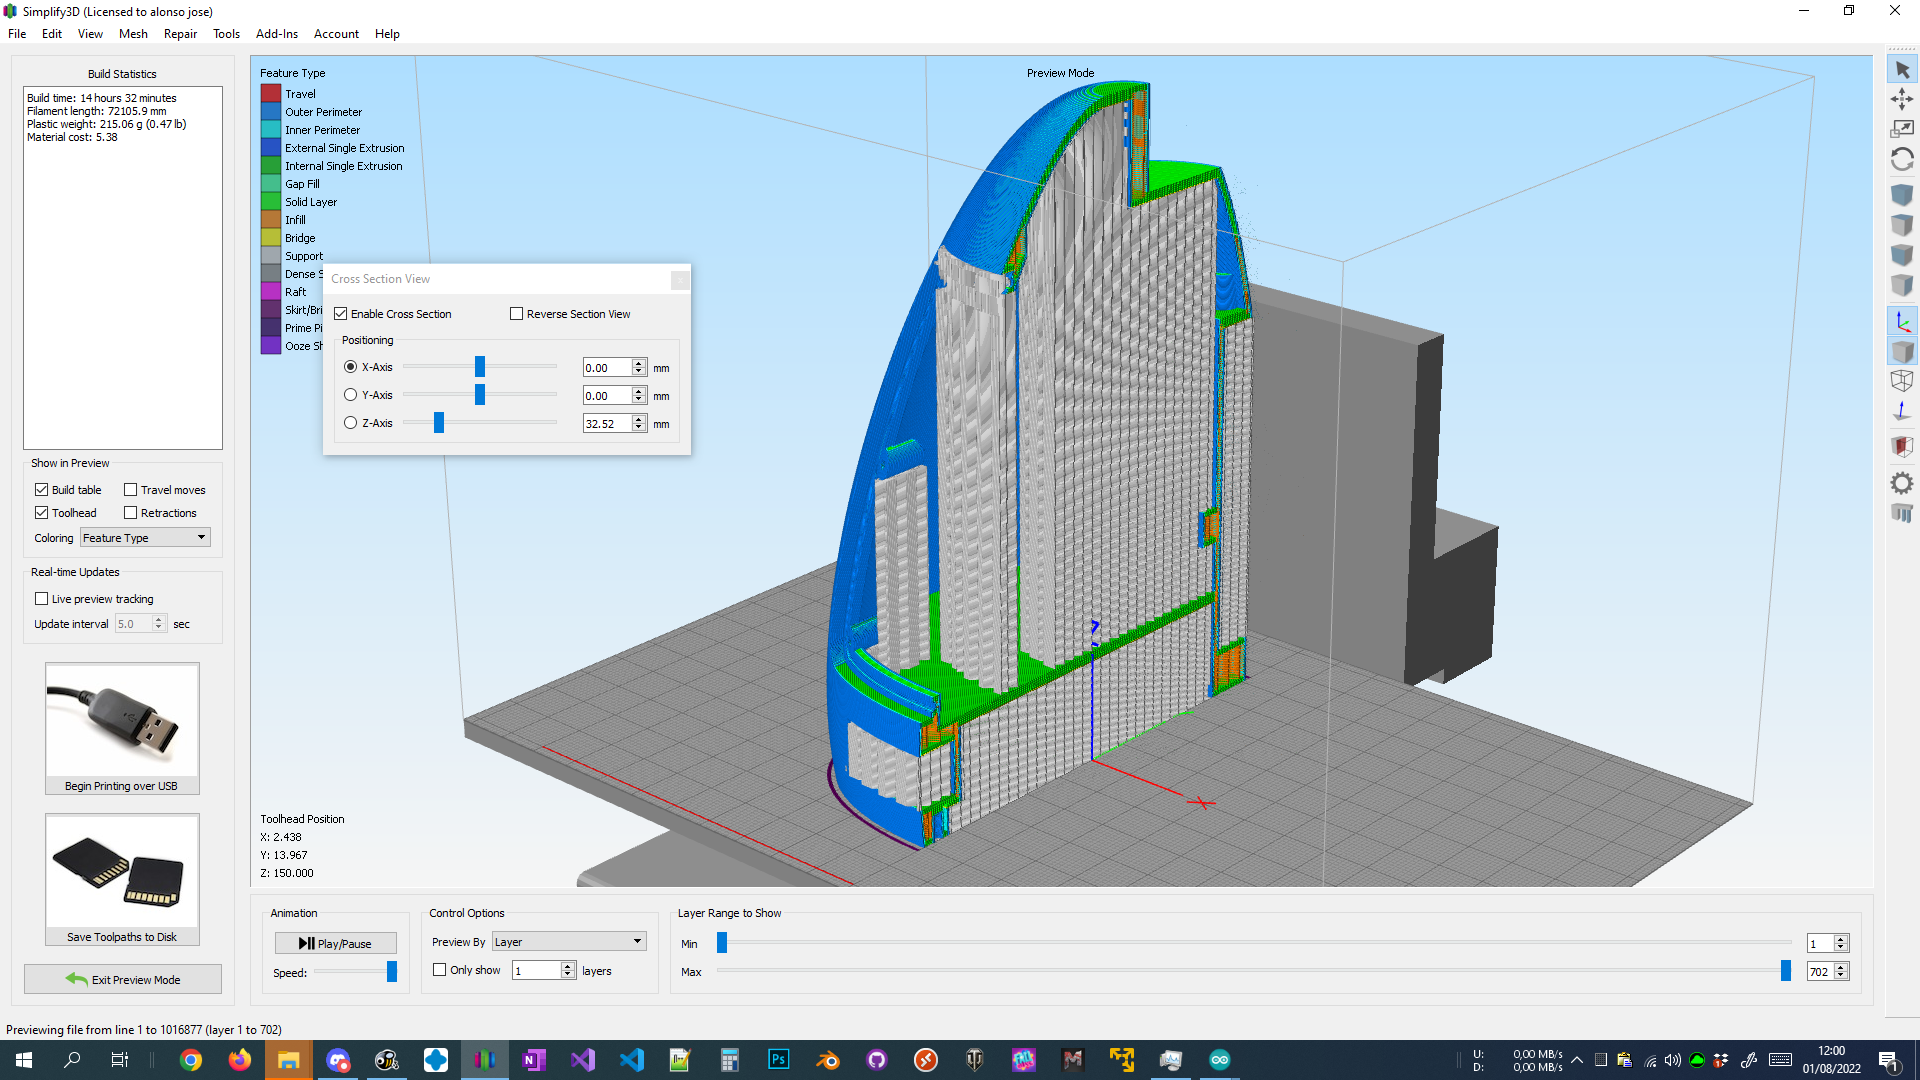 Simplify3D (Licensed to alonso jose)
File Edit View Mesh Repair Tools Add-Ins Account Help
Build Statistics
Build time: 14 hours 32 minutes
Filament length: 72105.9 mm
Plastic weight: 215.06 g (0.47 lb)
Material cost: 5.38
Show in Preview
Build table
Travel moves
Toolhead
Retractions
Coloring
Feature Type
Real-time Updates
Live preview tracking
Update interval 5.0 sec
Begin Printing over USB
Save Toolpaths to Disk
Exit Preview Mode
Feature Type
Travel
Outer Perimeter
Inner Perimeter
External Single Extrusion
Internal Single Extrusion
Gap Fill
Solid Layer
Infill
Bridge
Support
Dense S
Raft
Skirt/Bri
Prime Pi
Ooze Sh
Preview Mode
Cross Section View
Enable Cross Section
Reverse Section View
Positioning
X-Axis 0.00 mm
Y-Axis 0.00 mm
Z-Axis 32.52 mm
Toolhead Position
X: 2.438
Y: 13.967
Z: 150.000
Animation
Play/Pause
Speed:
Control Options
Preview By Layer
Only show 1 layers
Layer Range to Show
Min 1
Max 702
Previewing file from line 1 to 1016877 (layer 1 to 702)
U: 0,00 MB/s
D: 0,00 MB/s
12:00
01/08/2022